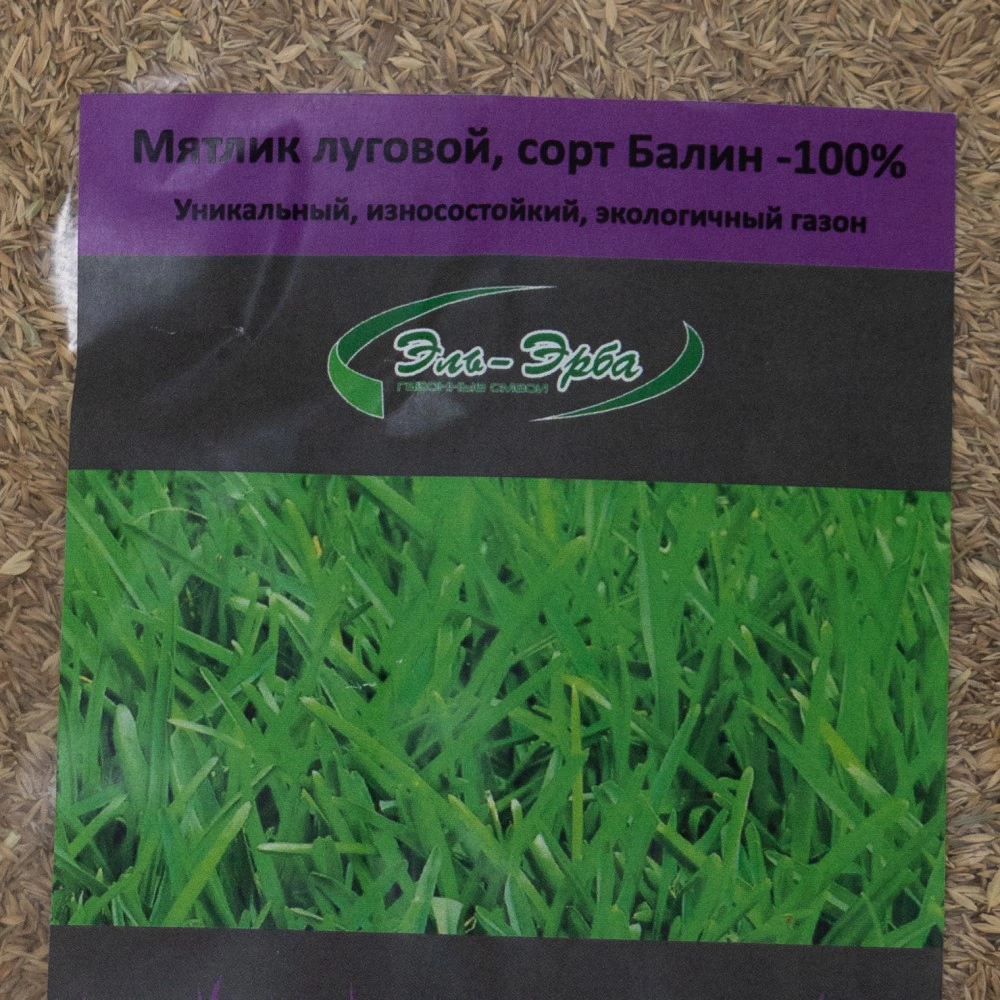 Мятлик луговой, сорт Балин -100%
Уникальный, износостойкий, экологичный газон
Эль-Эрба
газонные смеси